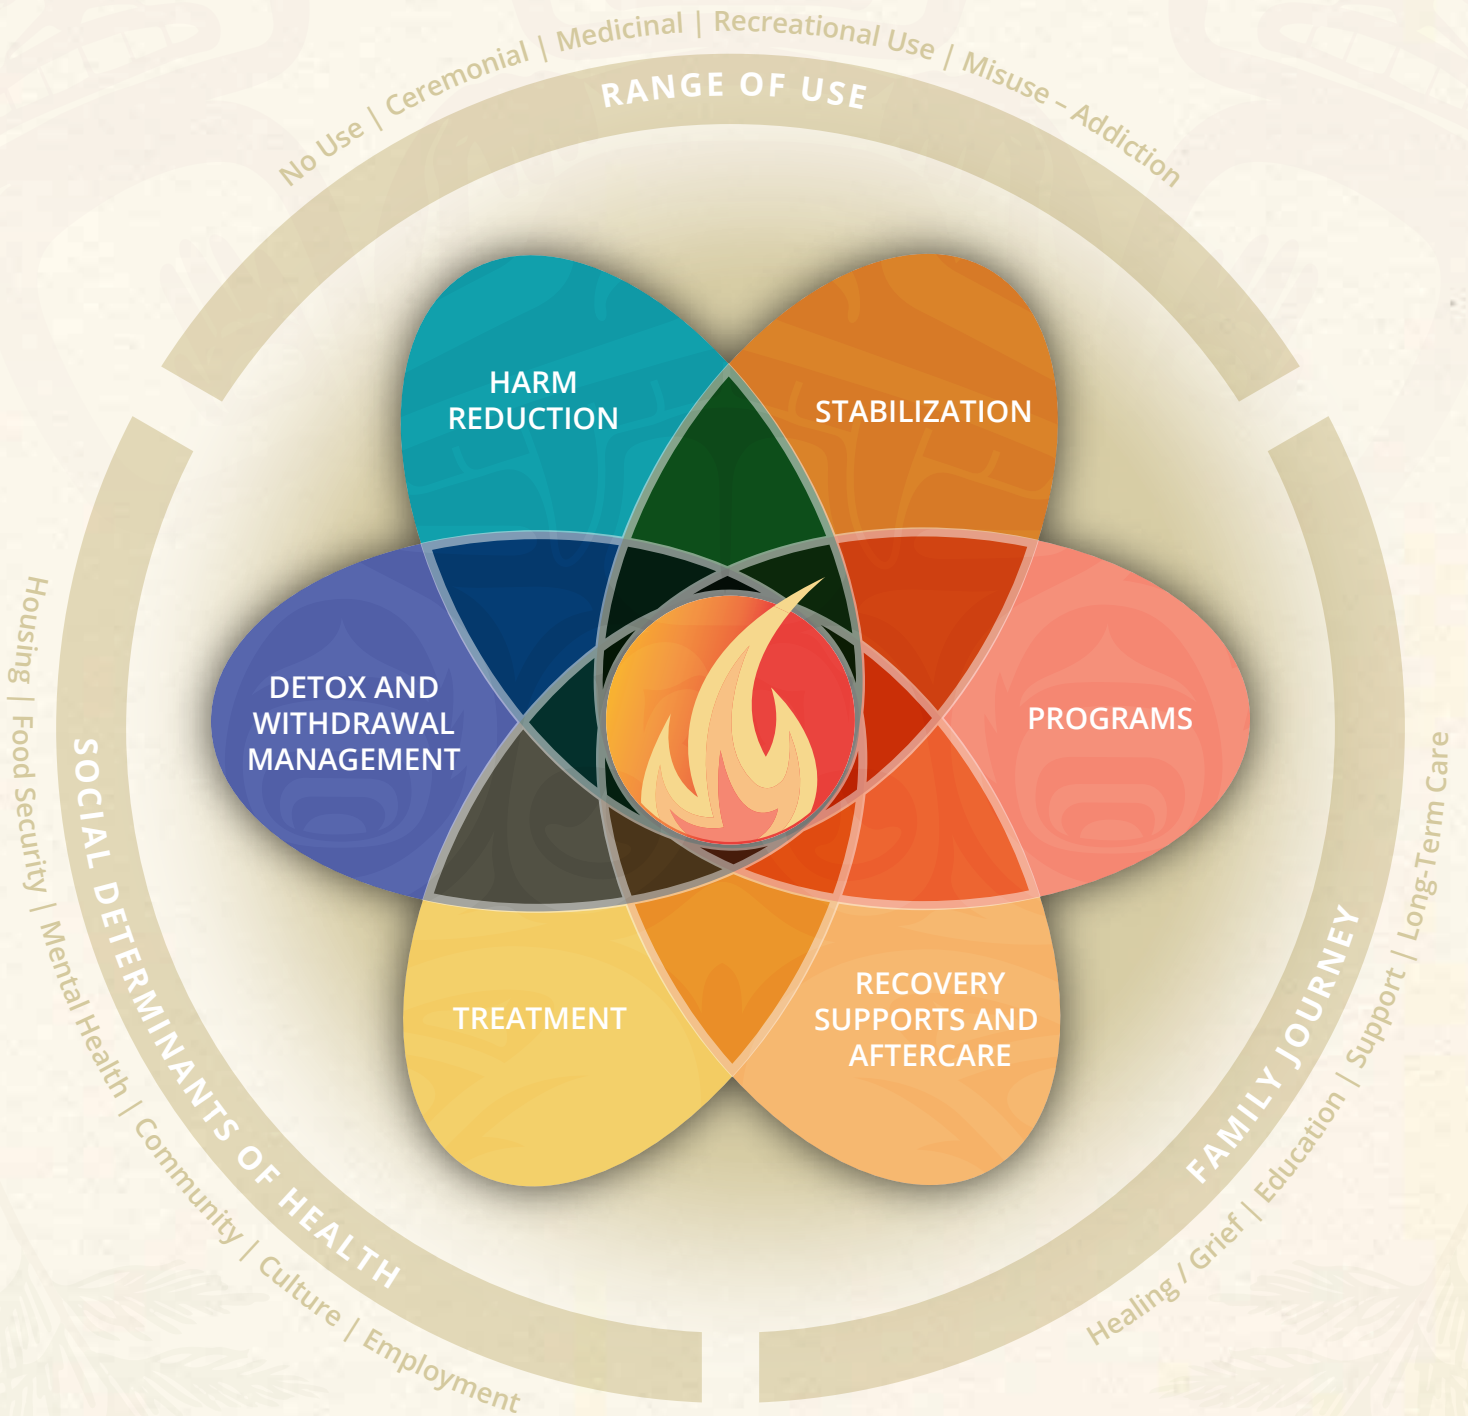 No Use | Ceremonial | Medicinal | Recreational Use | Misuse – Addiction
RANGE OF USE
HARM
REDUCTION
STABILIZATION
DETOX AND
WITHDRAWAL
MANAGEMENT
PROGRAMS
TREATMENT
RECOVERY
SUPPORTS AND
AFTERCARE
SOCIAL DETERMINANTS OF HEALTH
Housing | Food Security | Mental Health | Community | Culture | Employment
FAMILY JOURNEY
Healing / Grief | Education | Support | Long-Term Care